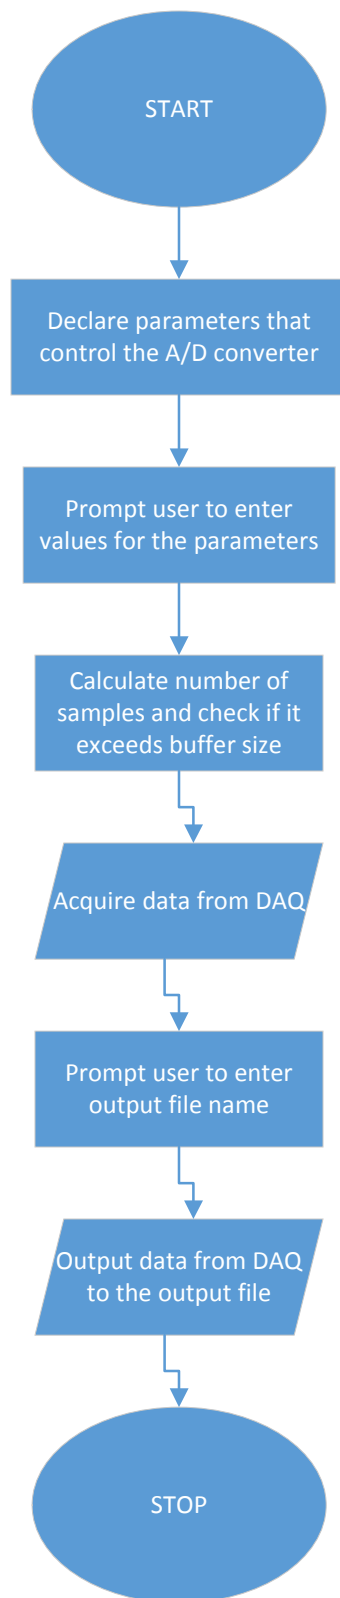 START
Declare parameters that
control the A/D converter
Prompt user to enter
values for the parameters
Calculate number of
samples and check if it
exceeds buffer size
Acquire data from DAQ
Prompt user to enter
output file name
Output data from DAQ
to the output file
STOP